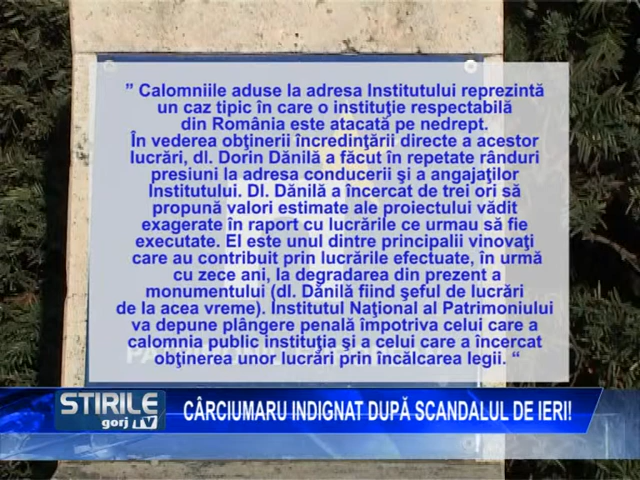 ” Calomniile aduse la adresa Institutului reprezintă
un caz tipic în care o instituţie respectabilă
din România este atacată pe nedrept.
În vederea obţinerii încredinţării directe a acestor
lucrări, dl. Dorin Dănilă a făcut în repetate rânduri
presiuni la adresa conducerii şi a angajaţilor
Institutului. Dl. Dănilă a încercat de trei ori să
propună valori estimate ale proiectului vădit
exagerate în raport cu lucrările ce urmau să fie
executate. El este unul dintre principalii vinovaţi
care au contribuit prin lucrările efectuate, în urmă
cu zece ani, la degradarea din prezent a
monumentului (dl. Dănilă fiind şeful de lucrări
de la acea vreme). Institutul Naţional al Patrimoniului
va depune plângere penală împotriva celui care a
calomnia public instituţia şi a celui care a încercat
obţinerea unor lucrări prin încălcarea legii. “
STIRILE
gorj TV
CÂRCIUMARU INDIGNAT DUPĂ SCANDALUL DE IERI!